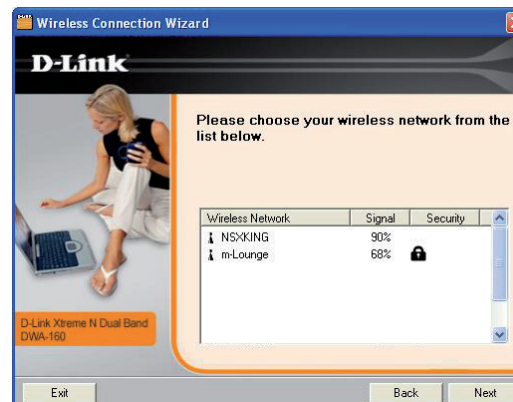 Wireless Connection Wizard
D-Link
Please choose your wireless network from the
list below.
Wireless Network Signal Security
NSXKING 90%
m-Lounge 68%
D-Link Xtreme N Dual Band
DWA-160
Exit Back Next